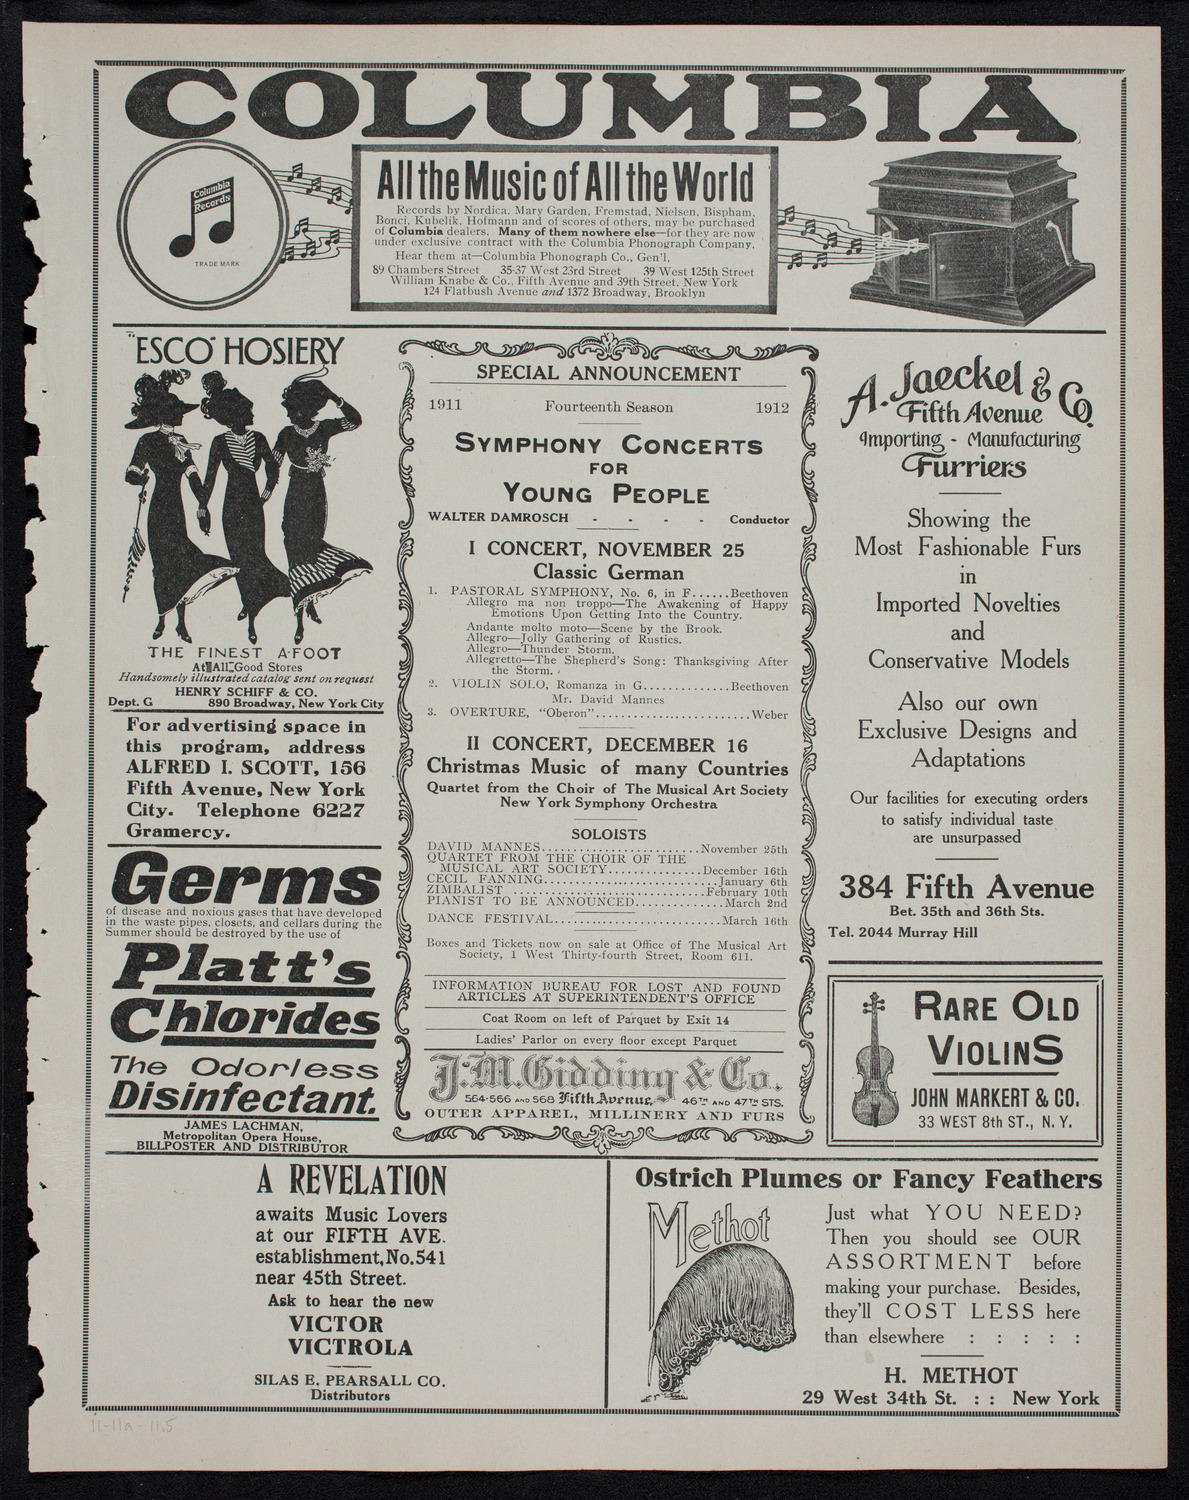 COLUMBIA
Columbia
Records
TRADE MARK
All the Music of All the World
Records by Nordica, Mary Garden, Fremstad, Nielsen, Bispham,
Bonci, Kubelik, Hofmann and of scores of others, may be purchased
of Columbia dealers. Many of them nowhere else—for they are now
under exclusive contract with the Columbia Phonograph Company,
Hear them at—Columbia Phonograph Co., Gen'l,
89 Chambers Street 35-37 West 23rd Street 39 West 125th Street
William Knabe & Co., Fifth Avenue and 39th Street, New York
124 Flatbush Avenue and 1372 Broadway, Brooklyn
"ESCO" HOSIERY
THE FINEST A-FOOT
At All Good Stores
Handsomely illustrated catalog sent on request
HENRY SCHIFF & CO.
Dept. G 890 Broadway, New York City
For advertising space in
this program, address
ALFRED I. SCOTT, 156
Fifth Avenue, New York
City. Telephone 6227
Gramercy.
Germs
of disease and noxious gases that have developed
in the waste pipes, closets, and cellars during the
Summer should be destroyed by the use of
Platt's
Chlorides
The Odorless
Disinfectant.
JAMES LACHMAN,
Metropolitan Opera House,
BILLPOSTER AND DISTRIBUTOR
SPECIAL ANNOUNCEMENT
1911 Fourteenth Season 1912
SYMPHONY CONCERTS
FOR
YOUNG PEOPLE
WALTER DAMROSCH - - - - Conductor
I CONCERT, NOVEMBER 25
Classic German
1. PASTORAL SYMPHONY, No. 6, in F......Beethoven
Allegro ma non troppo—The Awakening of Happy
Emotions Upon Getting Into the Country.
Andante molto moto—Scene by the Brook.
Allegro—Jolly Gathering of Rustics.
Allegro—Thunder Storm.
Allegretto—The Shepherd's Song: Thanksgiving After
the Storm.
2. VIOLIN SOLO, Romanza in G.............Beethoven
Mr. David Mannes
3. OVERTURE, "Oberon".......................Weber
II CONCERT, DECEMBER 16
Christmas Music of many Countries
Quartet from the Choir of The Musical Art Society
New York Symphony Orchestra
SOLOISTS
DAVID MANNES........................November 25th
QUARTET FROM THE CHOIR OF THE
MUSICAL ART SOCIETY..............December 16th
CECIL FANNING..........................January 6th
ZIMBALIST .............................February 10th
PIANIST TO BE ANNOUNCED.............March 2nd
DANCE FESTIVAL.........................March 16th
Boxes and Tickets now on sale at Office of The Musical Art
Society, 1 West Thirty-fourth Street, Room 611.
INFORMATION BUREAU FOR LOST AND FOUND
ARTICLES AT SUPERINTENDENT'S OFFICE
Coat Room on left of Parquet by Exit 14
Ladies' Parlor on every floor except Parquet
J. M. Gidding & Co.
564-566 AND 568 Fifth Avenue, 46TH AND 47TH STS.
OUTER APPAREL, MILLINERY AND FURS
A. Jaeckel & Co.
Fifth Avenue
Importing - Manufacturing
Furriers
Showing the
Most Fashionable Furs
in
Imported Novelties
and
Conservative Models
Also our own
Exclusive Designs and
Adaptations
Our facilities for executing orders
to satisfy individual taste
are unsurpassed
384 Fifth Avenue
Bet. 35th and 36th Sts.
Tel. 2044 Murray Hill
RARE OLD
VIOLINS
JOHN MARKERT & CO.
33 WEST 8th ST., N. Y.
A REVELATION
awaits Music Lovers
at our FIFTH AVE.
establishment, No. 541
near 45th Street.
Ask to hear the new
VICTOR
VICTROLA
SILAS E. PEARSALL CO.
Distributors
Ostrich Plumes or Fancy Feathers
Methot
Just what YOU NEED?
Then you should see OUR
ASSORTMENT before
making your purchase. Besides,
they'll COST LESS here
than elsewhere : : : : :
H. METHOT
29 West 34th St. : : New York
11-11a-11.5